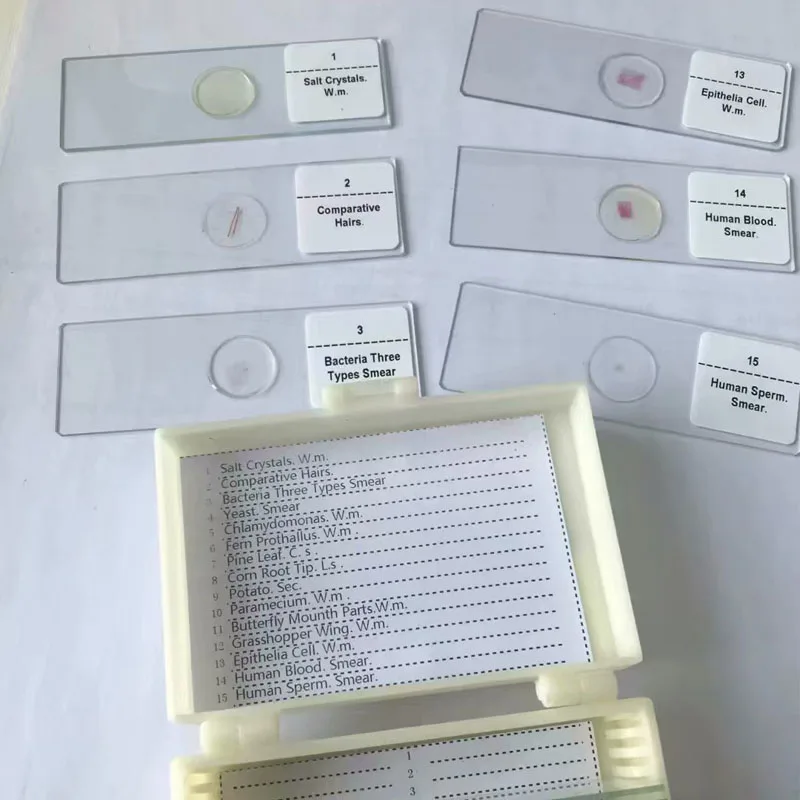 1
Salt Crystals.
W.m.
2
Comparative
Hairs.
3
Bacteria Three
Types Smear
13
Epithelia Cell.
W.m.
14
Human Blood.
Smear.
15
Human Sperm.
Smear.
1 Salt Crystals. W.m.
2 Comparative Hairs.
3 Bacteria Three Types Smear
4 Yeast. Smear
5 Chlamydomonas. W.m.
6 Fern Prothallus. W.m.
7 Pine Leaf. C. s.
8 Corn Root Tip. L.s.
9 Potato. Sec.
10 Paramecium. W.m.
11 Butterfly Mounth Parts.W.m.
12 Grasshopper Wing. W.m.
13 Epithelia Cell. W.m.
14 Human Blood. Smear.
15 Human Sperm. Smear.
1
2
3